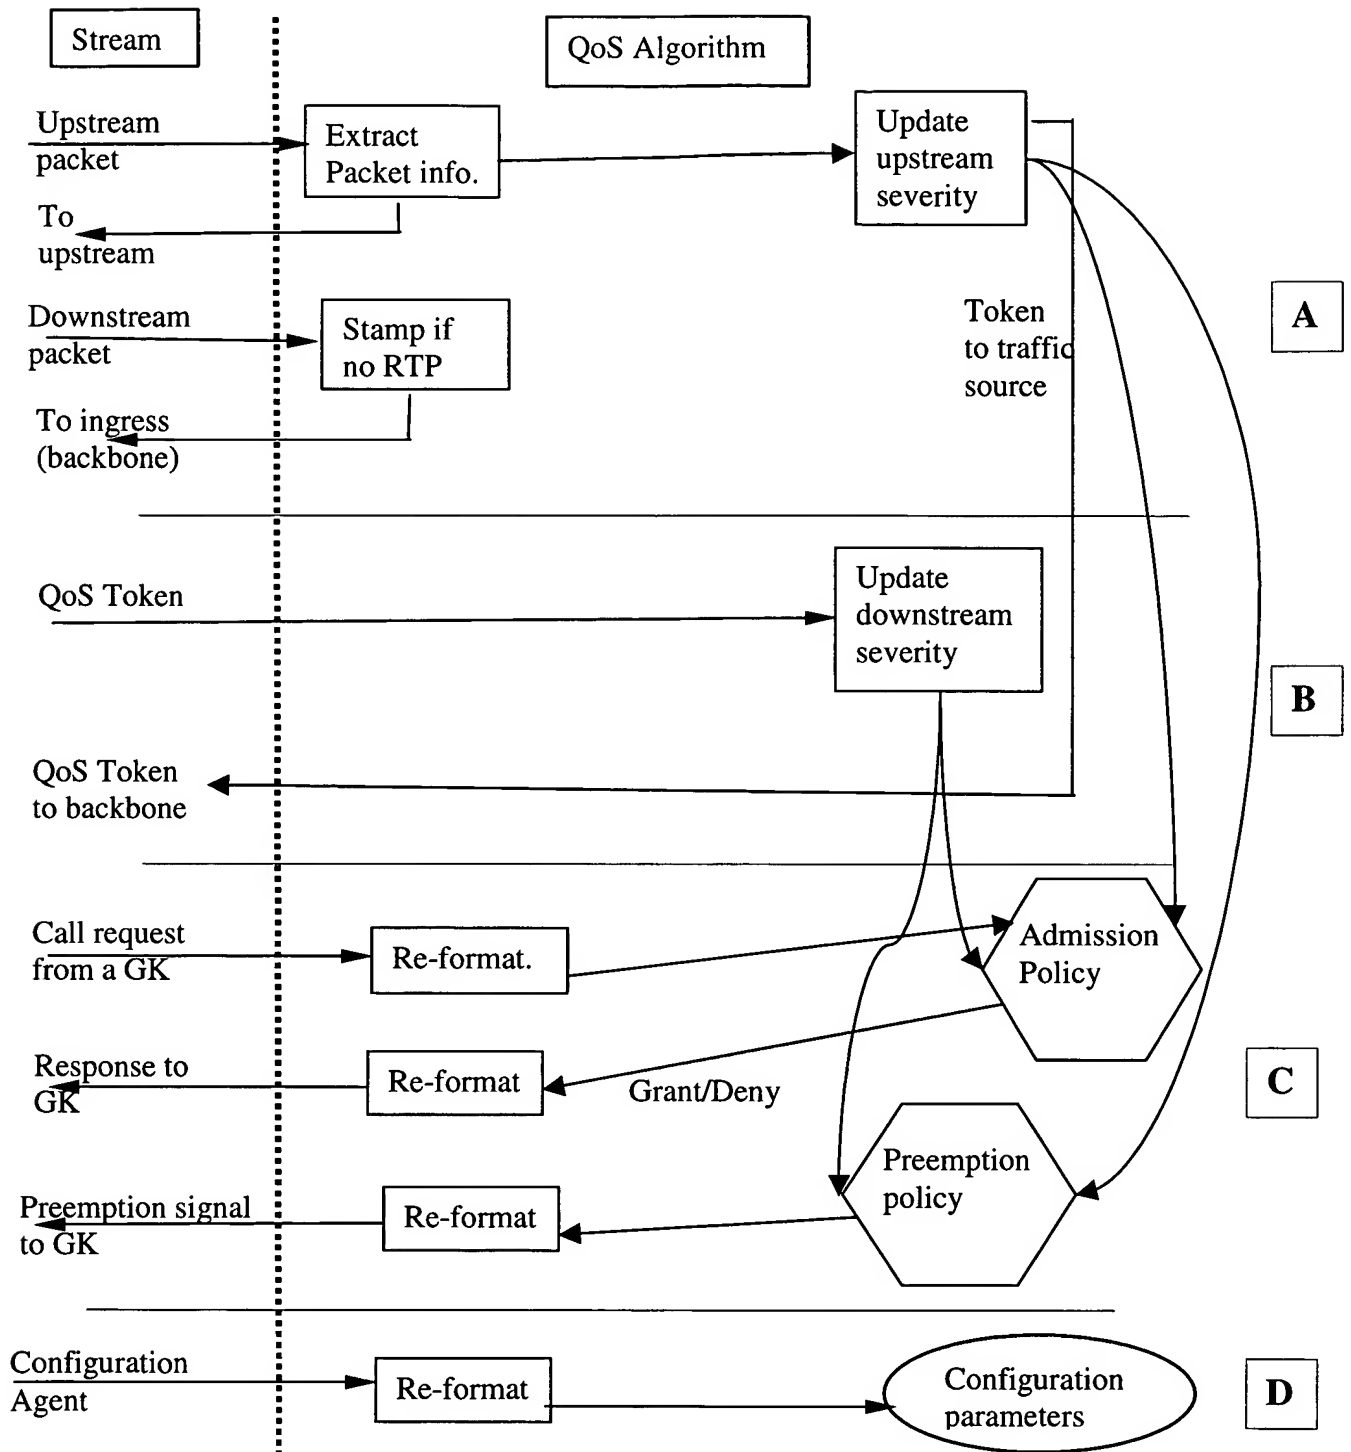 Stream
QoS Algorithm
Upstream
packet
Extract
Packet info.
Update
upstream
severity
To
upstream
Downstream
packet
Stamp if
no RTP
Token
to traffic
source
A
To ingress
(backbone)
QoS Token
Update
downstream
severity
B
QoS Token
to backbone
Call request
from a GK
Re-format.
Admission
Policy
Response to
GK
Re-format
Grant/Deny
C
Preemption
policy
Preemption signal
to GK
Re-format
Configuration
Agent
Re-format
Configuration
parameters
D